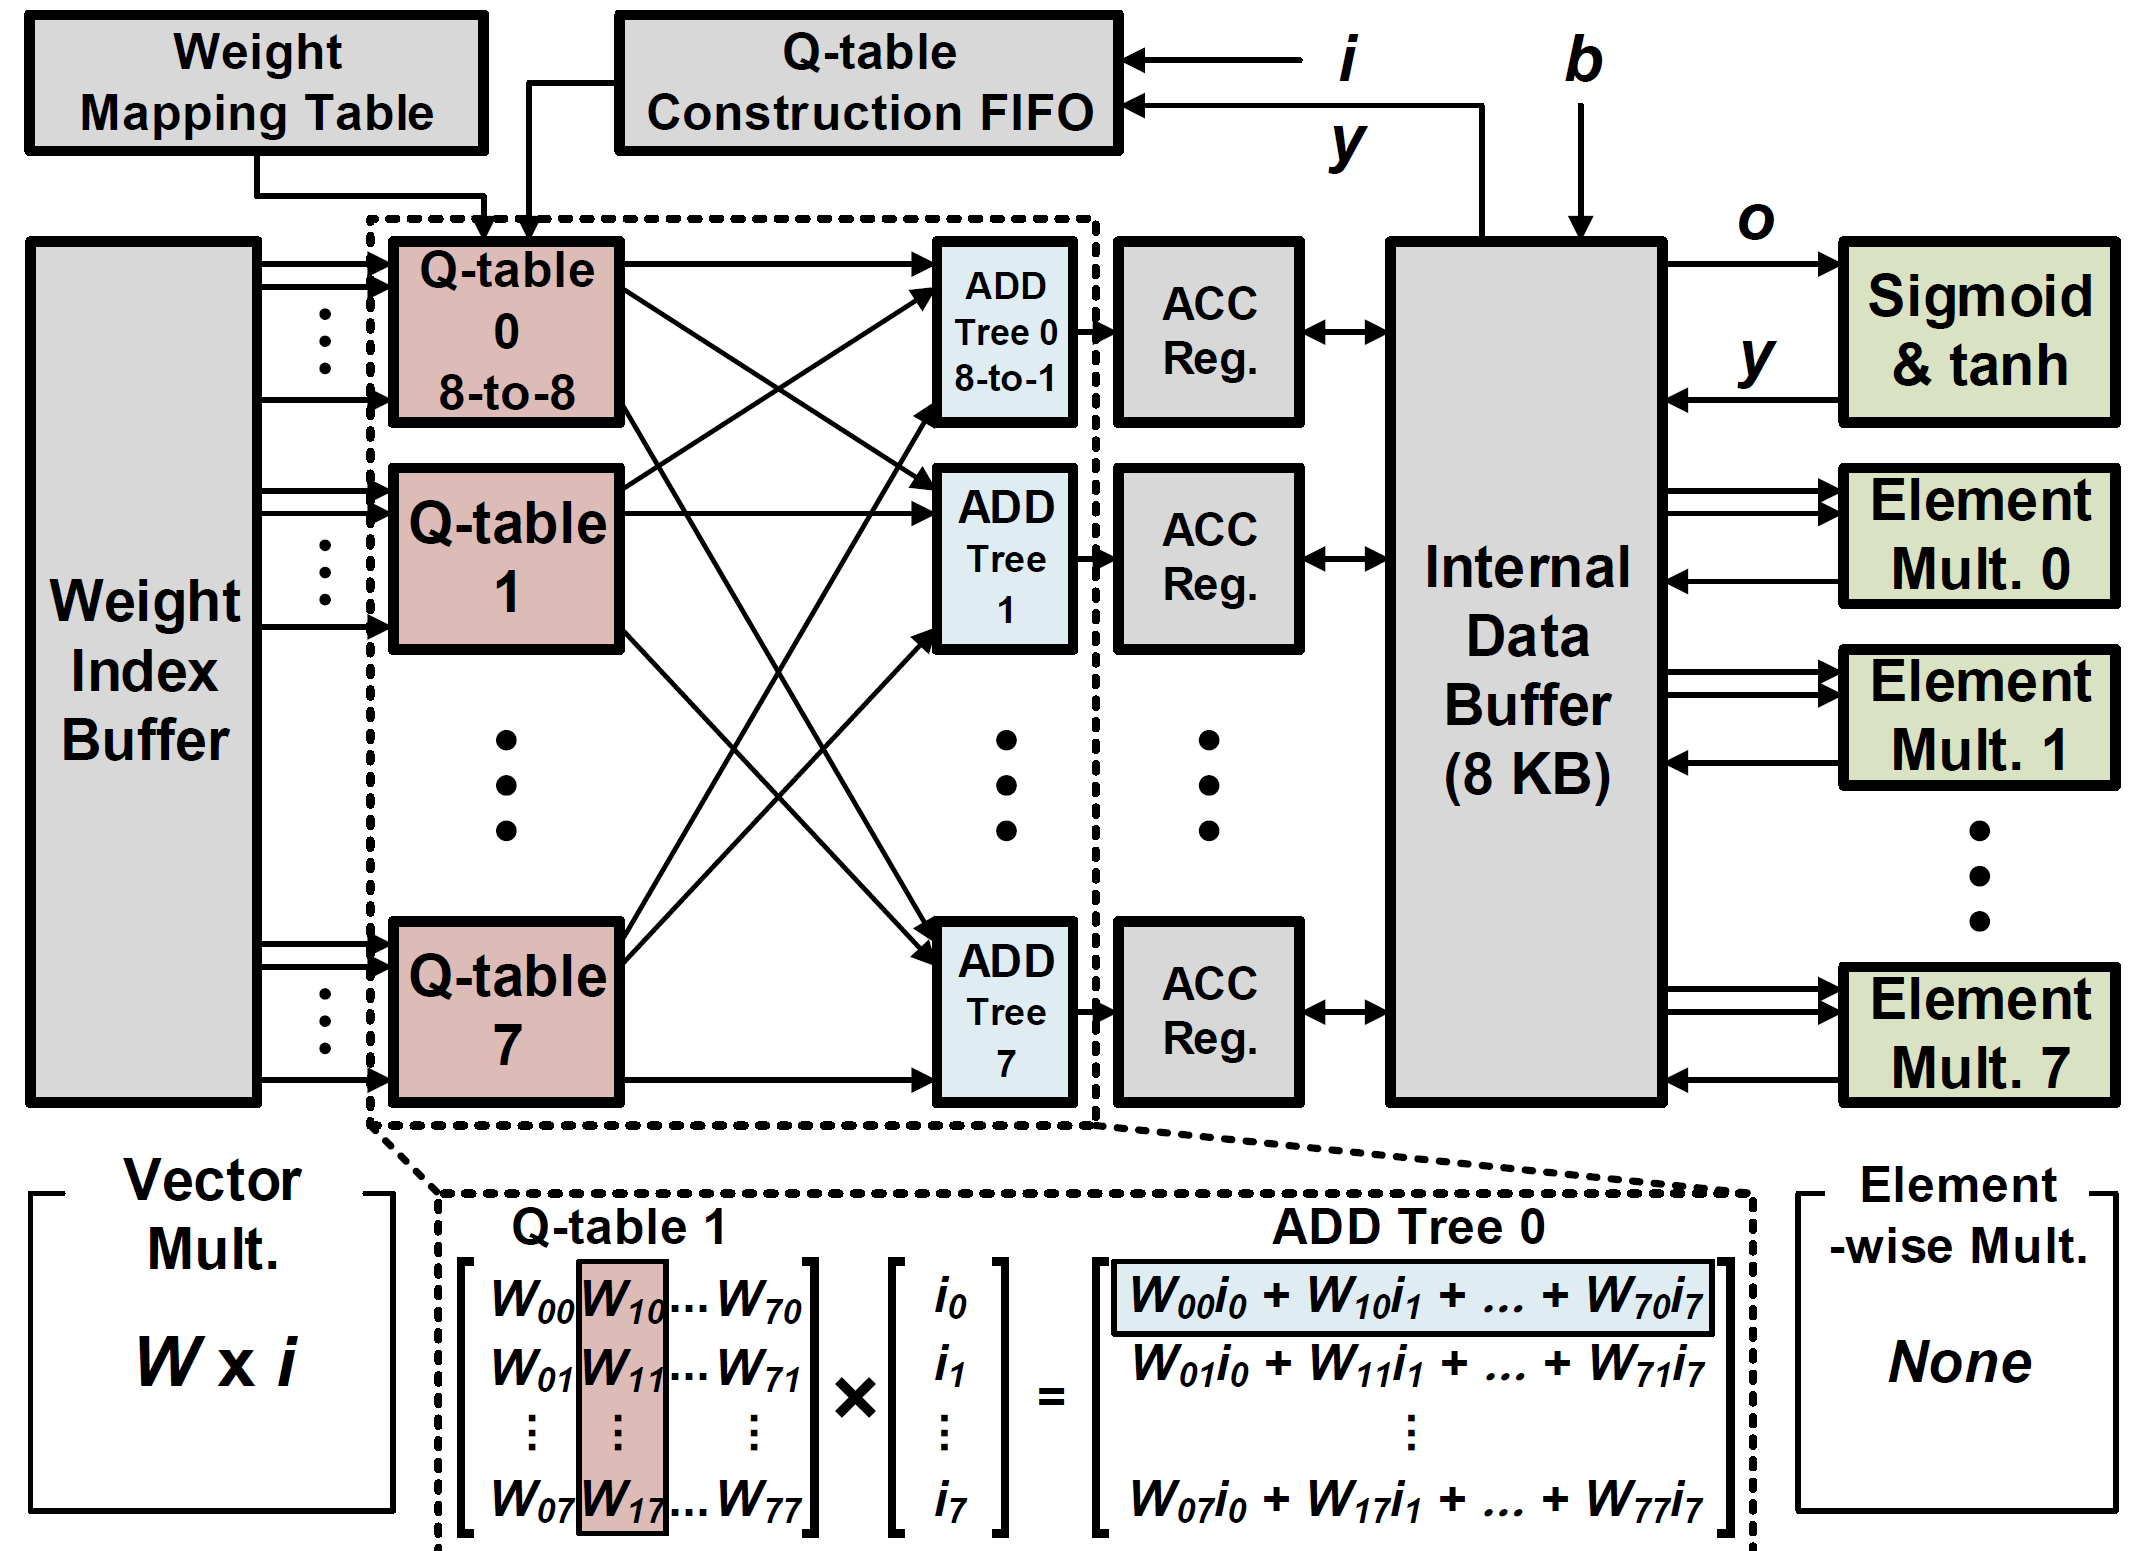 Weight
Mapping Table
Q-table
Construction FIFO
i
y
b
Weight
Index
Buffer
Q-table
0
8-to-8
Q-table
1
Q-table
7
ADD
Tree 0
8-to-1
ADD
Tree
1
ADD
Tree
7
ACC
Reg.
ACC
Reg.
ACC
Reg.
Internal
Data
Buffer
(8 KB)
o
y
Sigmoid
& tanh
Element
Mult. 0
Element
Mult. 1
Element
Mult. 7
Vector
Mult.
W x i
Q-table 1
ADD Tree 0
W00 W10 ... W70
W01 W11 ... W71
⋮ ⋮ ⋮
W07 W17 ... W77
×
i0
i1
⋮
i7
=
W00i0 + W10i1 + ... + W70i7
W01i0 + W11i1 + ... + W71i7
⋮
W07i0 + W17i1 + ... + W77i7
Element
-wise Mult.
None